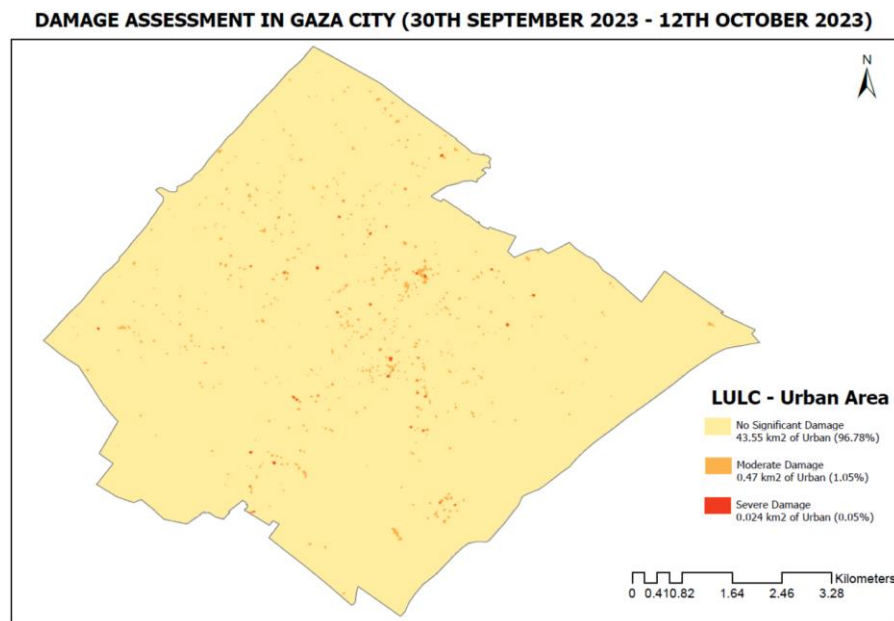 DAMAGE ASSESSMENT IN GAZA CITY (30TH SEPTEMBER 2023 - 12TH OCTOBER 2023)
N
LULC - Urban Area
No Significant Damage
43.55 km2 of Urban (96.78%)
Moderate Damage
0.47 km2 of Urban (1.05%)
Severe Damage
0.024 km2 of Urban (0.05%)
Kilometers
0 0.41 0.82 1.64 2.46 3.28